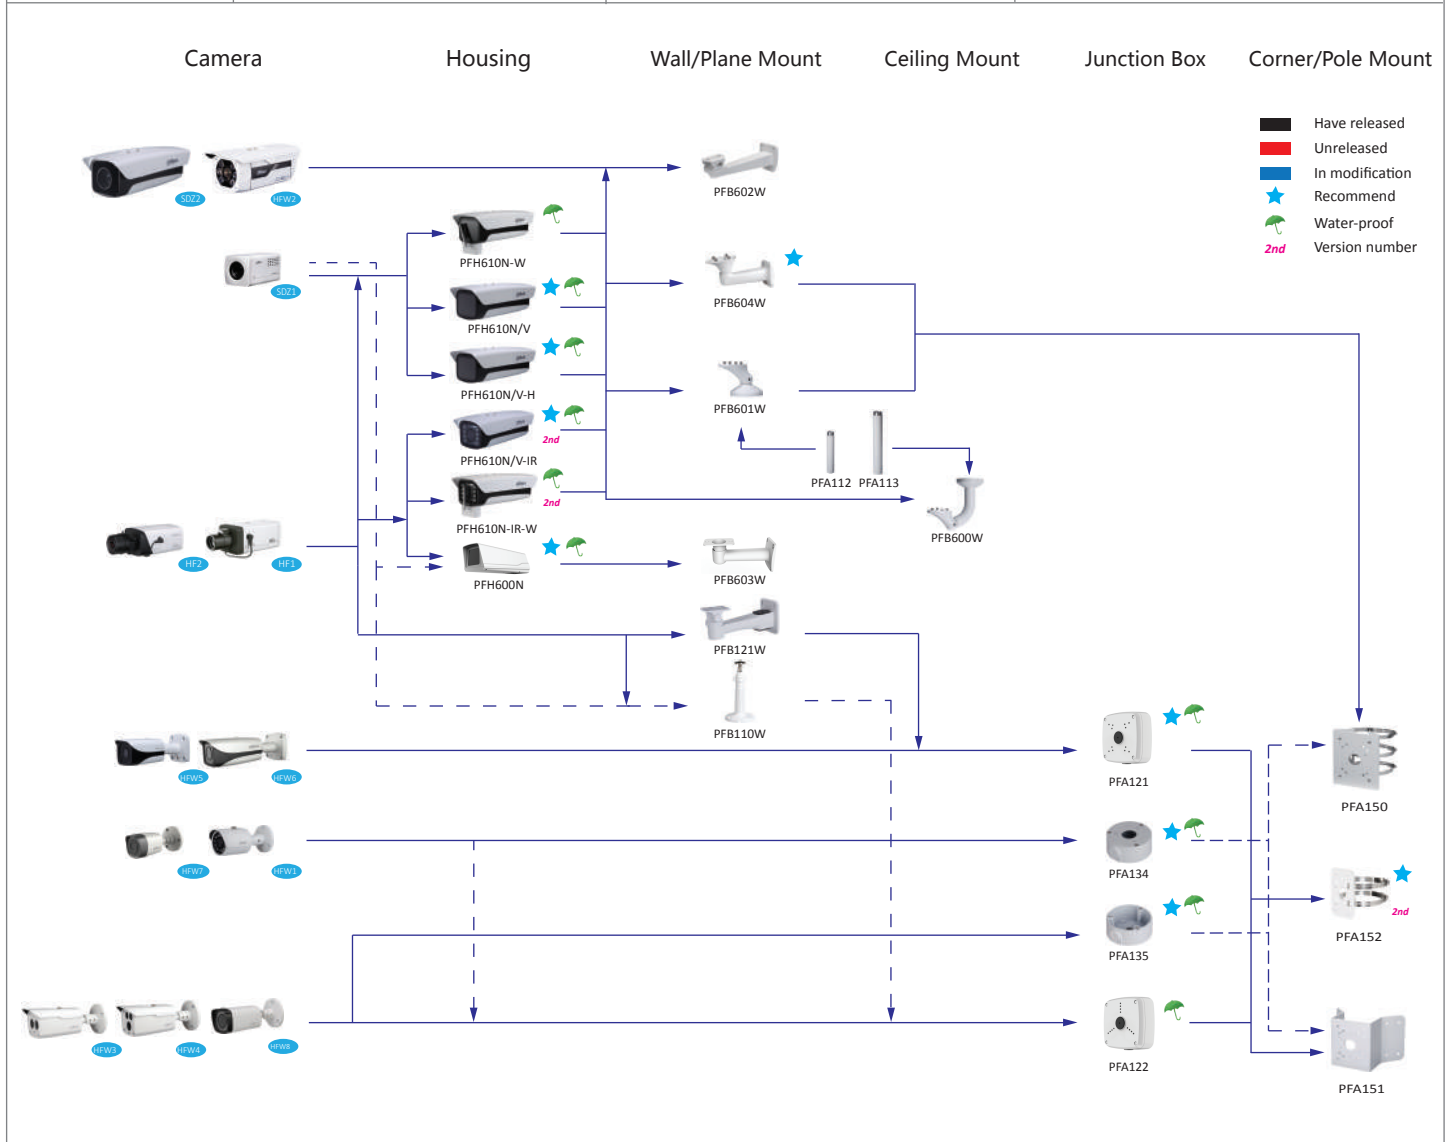 Camera Housing Wall/Plane Mount Ceiling Mount Junction Box Corner/Pole Mount
Have released
Unreleased
In modification
Recommend
Water-proof
2nd Version number
SDZ2 HFW2
PFB602W
PFH610N-W
SDZ1
PFB604W
PFH610N/V
PFH610N/V-H
PFB601W
2nd
PFH610N/V-IR
PFA112 PFA113
2nd
PFH610N-IR-W
PFB600W
HF2 HF1
PFH600N
PFB603W
PFB121W
PFB110W
HFW5 HFW6
PFA121
PFA150
HFW7 HFW1
PFA134
2nd
PFA152
PFA135
HFW3 HFW4 HFW8
PFA122
PFA151